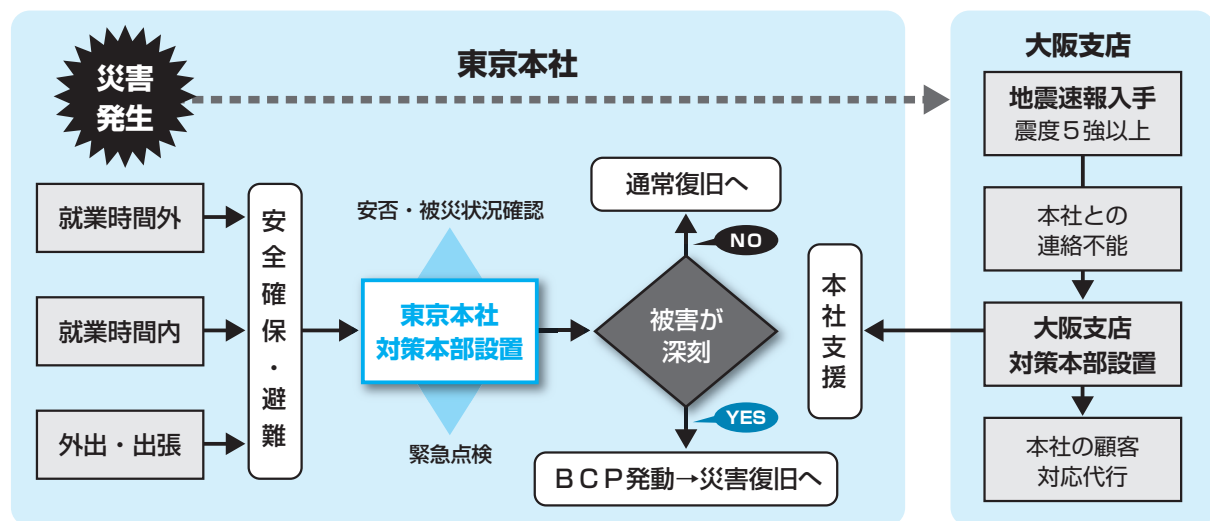 災害
発生
東京本社
就業時間外
就業時間内
外出・出張
安全確保・避難
安否・被災状況確認
東京本社
対策本部設置
緊急点検
通常復旧へ
NO
被害が
深刻
YES
BCP発動→災害復旧へ
本社支援
大阪支店
地震速報入手
震度5強以上
本社との
連絡不能
大阪支店
対策本部設置
本社の顧客
対応代行